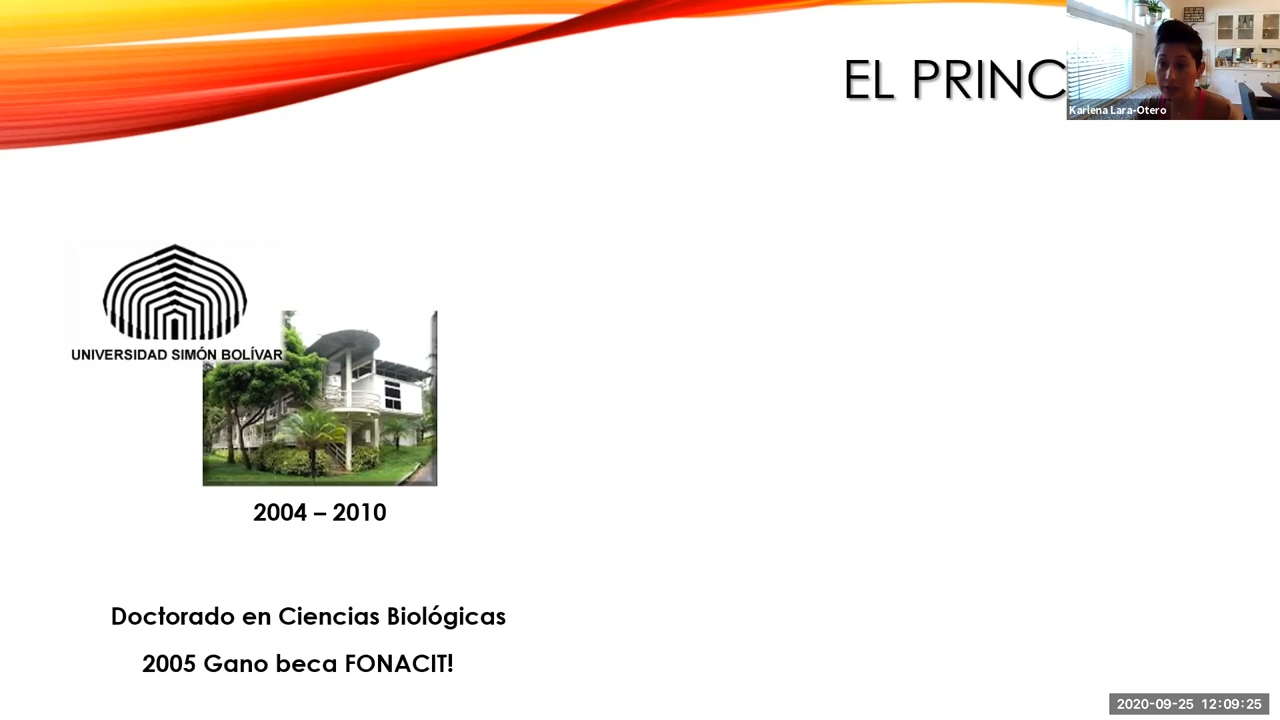 EL PRINC
Karlena Lara-Otero
UNIVERSIDAD SIMÓN BOLÍVAR
2004 – 2010
Doctorado en Ciencias Biológicas
2005 Gano beca FONACIT!
2020-09-25 12:09:25